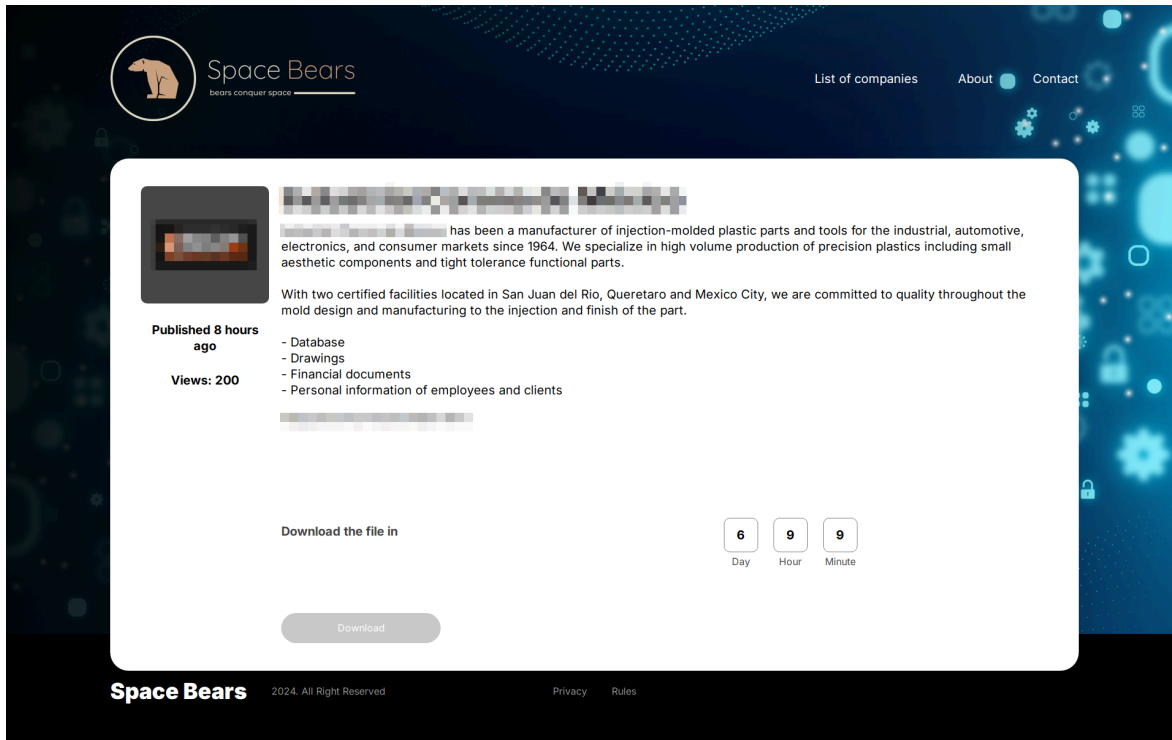 Space Bears
bears conquer space
List of companies
About
Contact
has been a manufacturer of injection-molded plastic parts and tools for the industrial, automotive,
electronics, and consumer markets since 1964. We specialize in high volume production of precision plastics including small
aesthetic components and tight tolerance functional parts.
With two certified facilities located in San Juan del Rio, Queretaro and Mexico City, we are committed to quality throughout the
mold design and manufacturing to the injection and finish of the part.
- Database
- Drawings
- Financial documents
- Personal information of employees and clients
Published 8 hours
ago
Views: 200
Download the file in
6 9 9
Day Hour Minute
Download
Space Bears
2024. All Right Reserved
Privacy
Rules